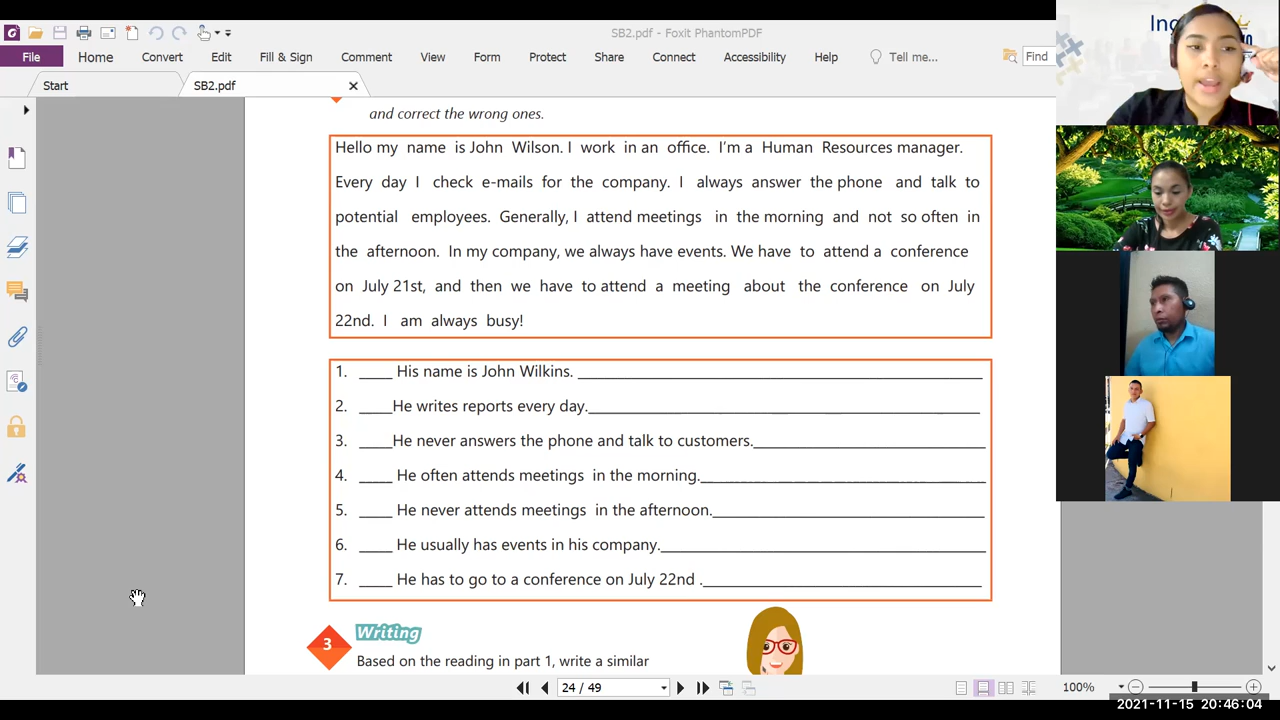 SB2.pdf - Foxit PhantomPDF
File Home Convert Edit Fill & Sign Comment View Form Protect Share Connect Accessibility Help Tell me... Find
Start SB2.pdf
and correct the wrong ones.
Hello my name is John Wilson. I work in an office. I'm a Human Resources manager.
Every day I check e-mails for the company. I always answer the phone and talk to
potential employees. Generally, I attend meetings in the morning and not so often in
the afternoon. In my company, we always have events. We have to attend a conference
on July 21st, and then we have to attend a meeting about the conference on July
22nd. I am always busy!
1. ____ His name is John Wilkins. ____
2. ____He writes reports every day.____
3. ____He never answers the phone and talk to customers.____
4. ____ He often attends meetings in the morning.____
5. ____ He never attends meetings in the afternoon.____
6. ____ He usually has events in his company.____
7. ____ He has to go to a conference on July 22nd .____
3 Writing
Based on the reading in part 1, write a similar
24 / 49
100%
2021-11-15 20:46:04